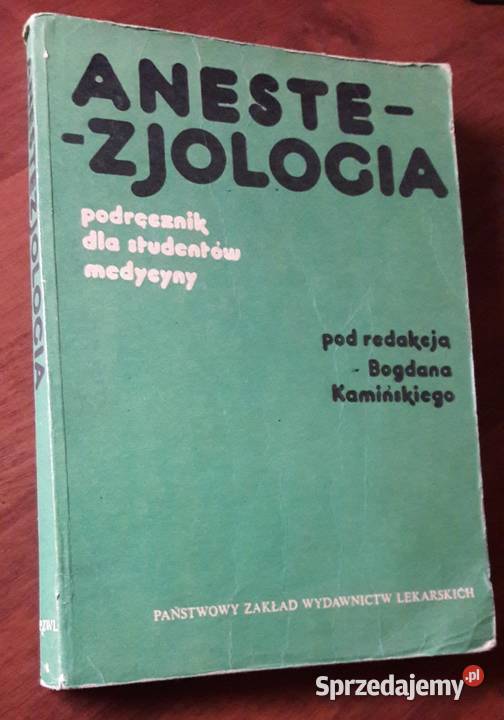 ANESTE-
-ZJOLOGIA
podręcznik
dla studentów
medycyny
pod redakcją
Bogdana
Kamińskiego
PAŃSTWOWY ZAKŁAD WYDAWNICTW LEKARSKICH
ANESTEZJOLOGIA
PZWL
Sprzedajemy.pl